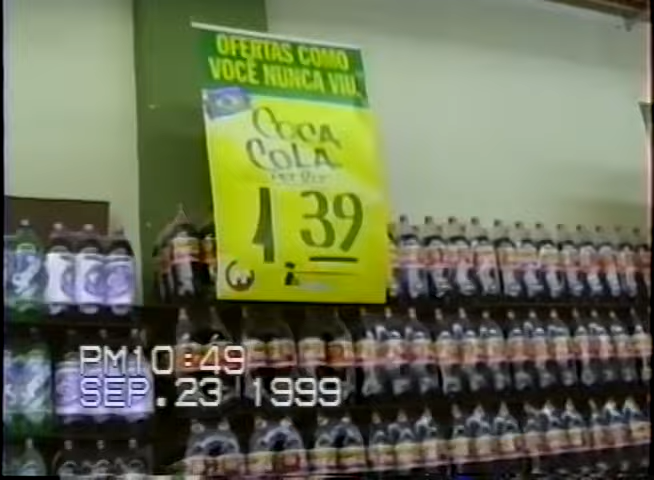 OFERTAS COMO
VOCÊ NUNCA VIU.
COCA
COLA
1 39
PM10:49
SEP.23 1999